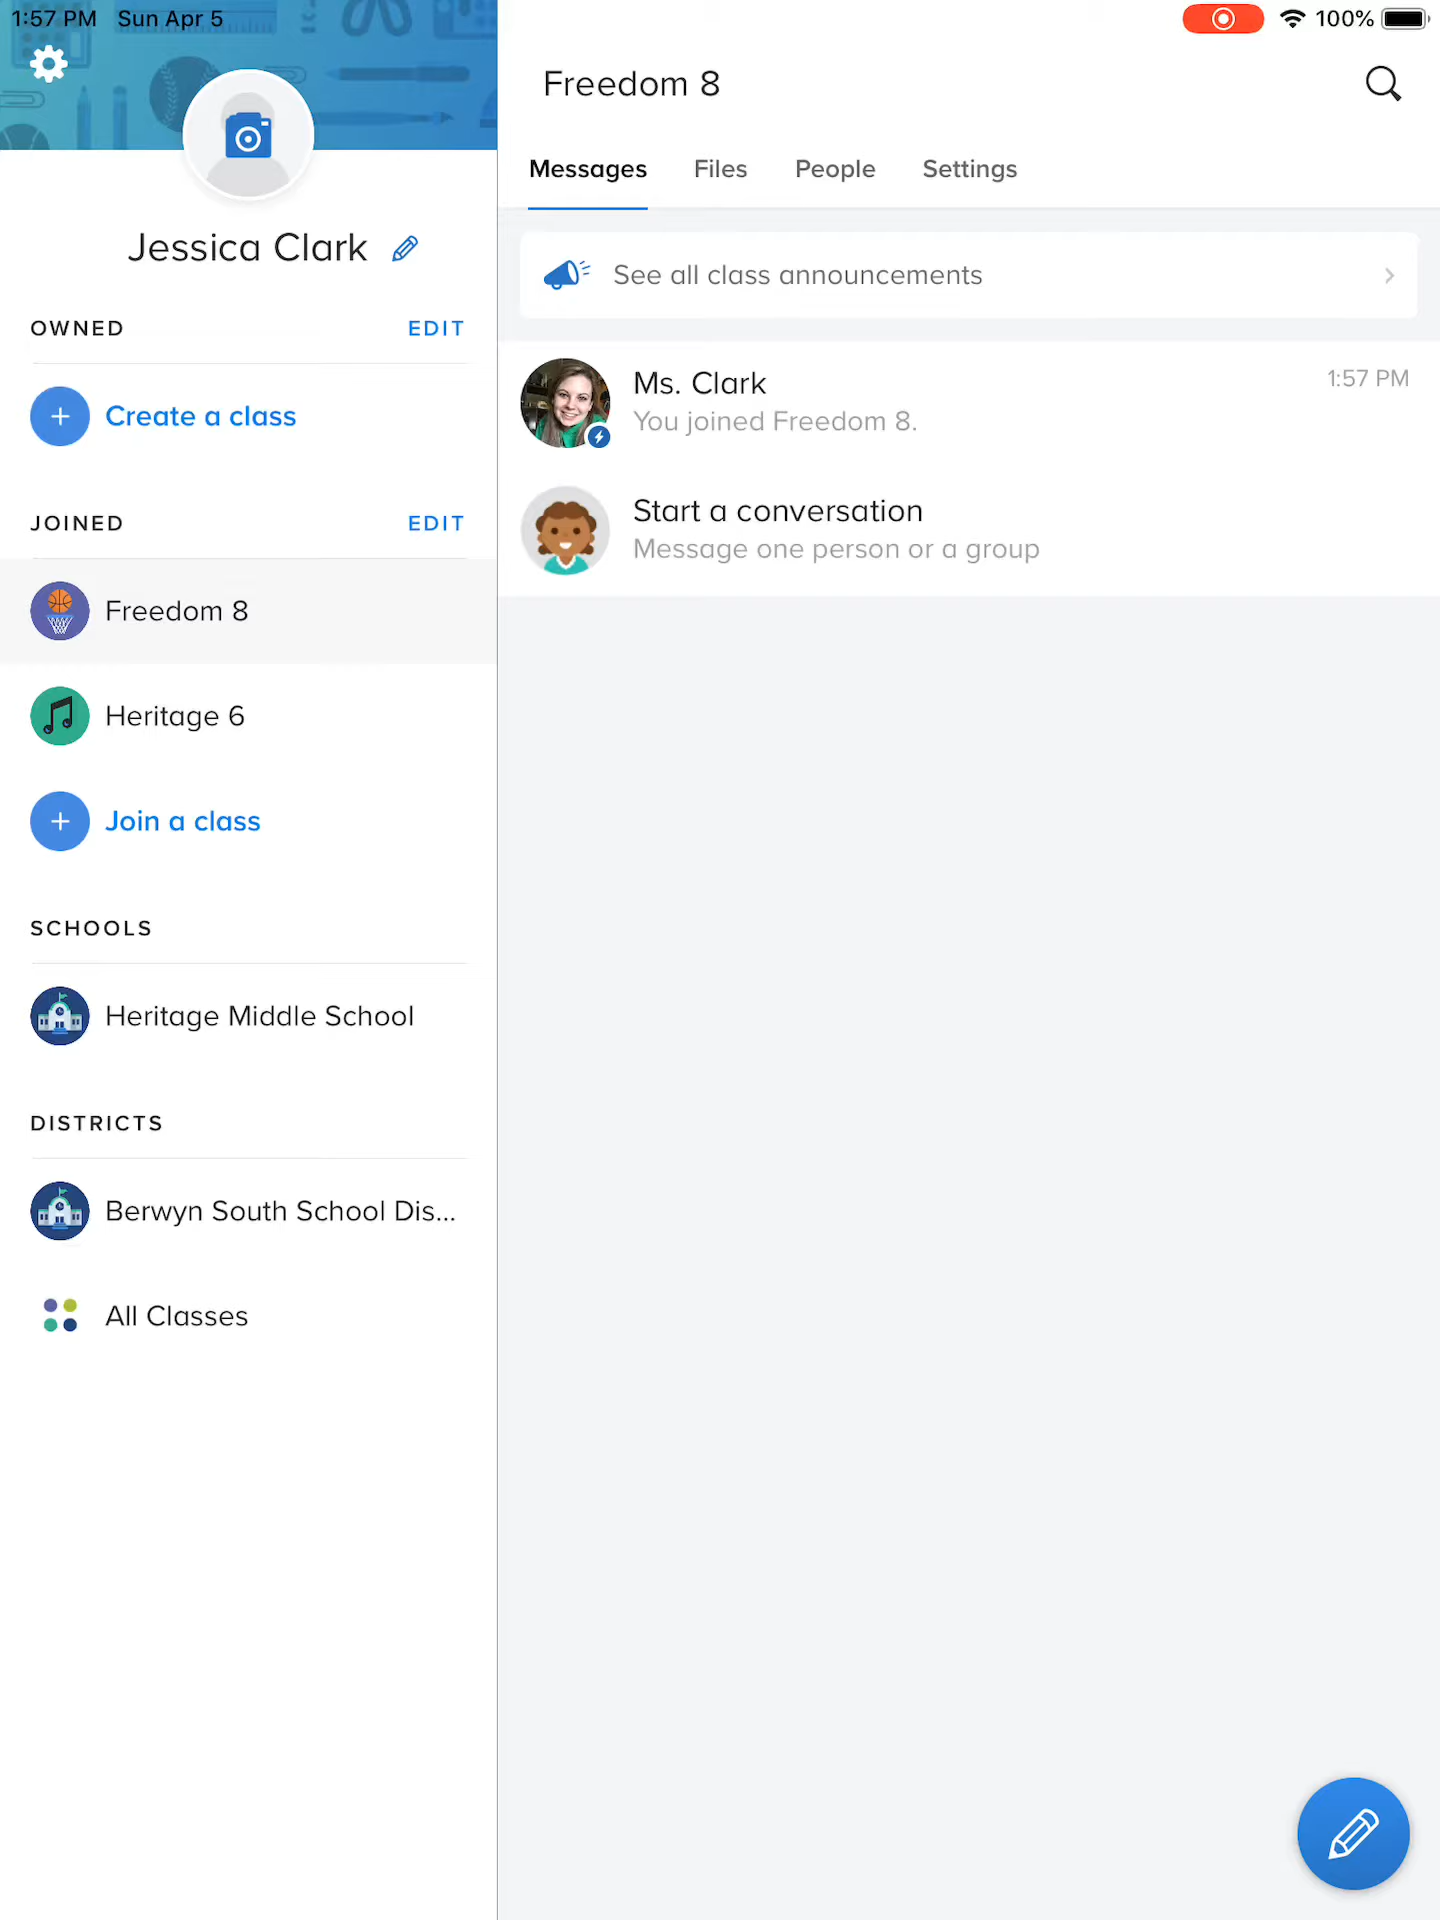 1:57 PM Sun Apr 5
100%
Jessica Clark
OWNED
EDIT
Create a class
JOINED
EDIT
Freedom 8
Heritage 6
Join a class
SCHOOLS
Heritage Middle School
DISTRICTS
Berwyn South School Dis...
All Classes
Freedom 8
Messages Files People Settings
See all class announcements
Ms. Clark
1:57 PM
You joined Freedom 8.
Start a conversation
Message one person or a group